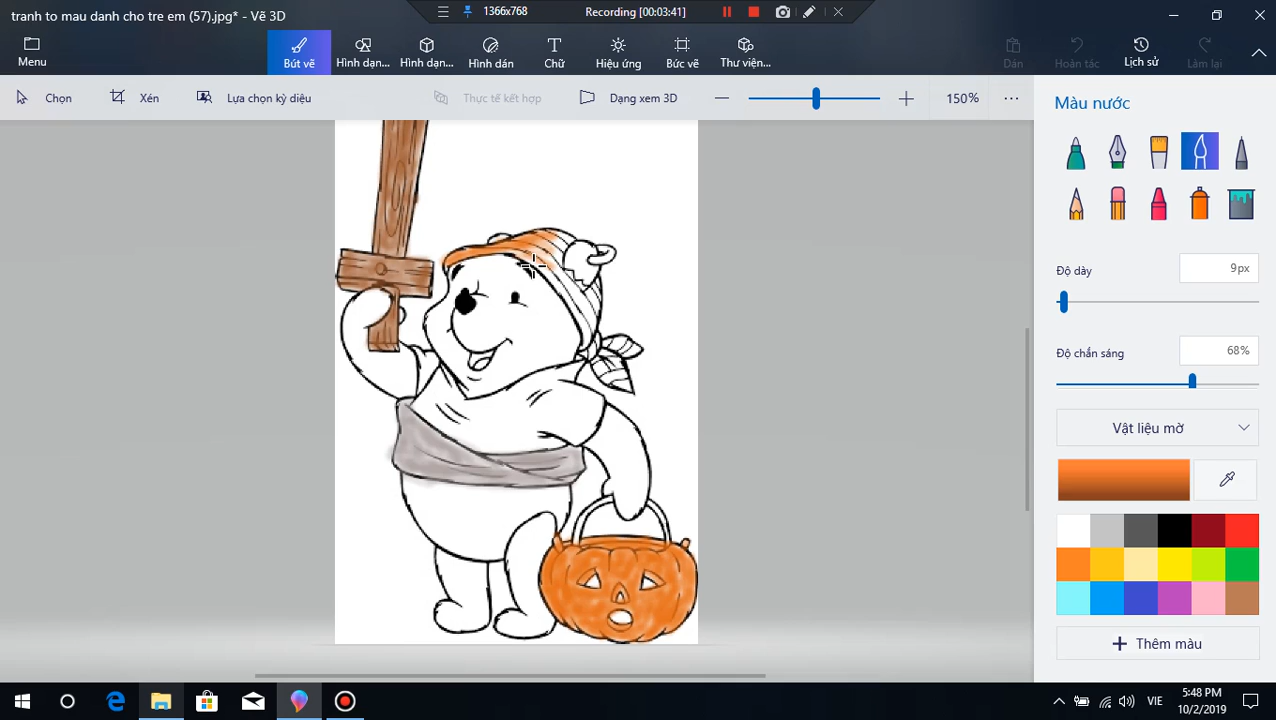 tranh to mau danh cho tre em (57).jpg* - Vẽ 3D
1366x768
Recording [00:03:41]
Menu
Bút vẽ
Hình dạn...
Hình dạn...
Hình dán
Chữ
Hiệu ứng
Bức vẽ
Thư viện...
Dán
Hoàn tác
Lịch sử
Làm lại
Chọn
Xén
Lựa chọn kỳ diệu
Thực tế kết hợp
Dạng xem 3D
150%
Màu nước
Độ dày
9px
Độ chắn sáng
68%
Vật liệu mờ
Thêm màu
VIE
5:48 PM
10/2/2019